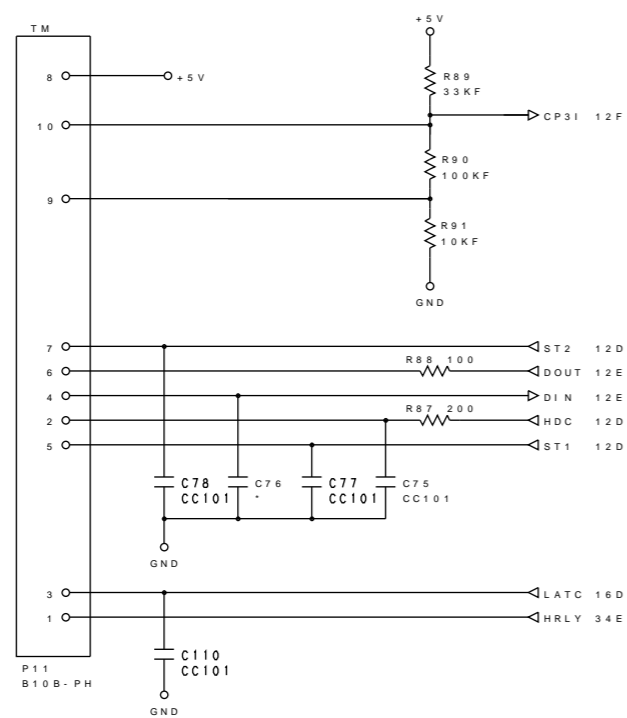 TM
+5V
R89
33KF
8
+5V
10
CP3I 12F
R90
100KF
9
R91
10KF
GND
7
ST2 12D
R88 100
6
DOUT 12E
4
DIN 12E
R87 200
2
HDC 12D
5
ST1 12D
C78
CC101
C76
*
C77
CC101
C75
CC101
GND
3
LATC 16D
1
HRLY 34E
C110
CC101
P11
B10B-PH
GND